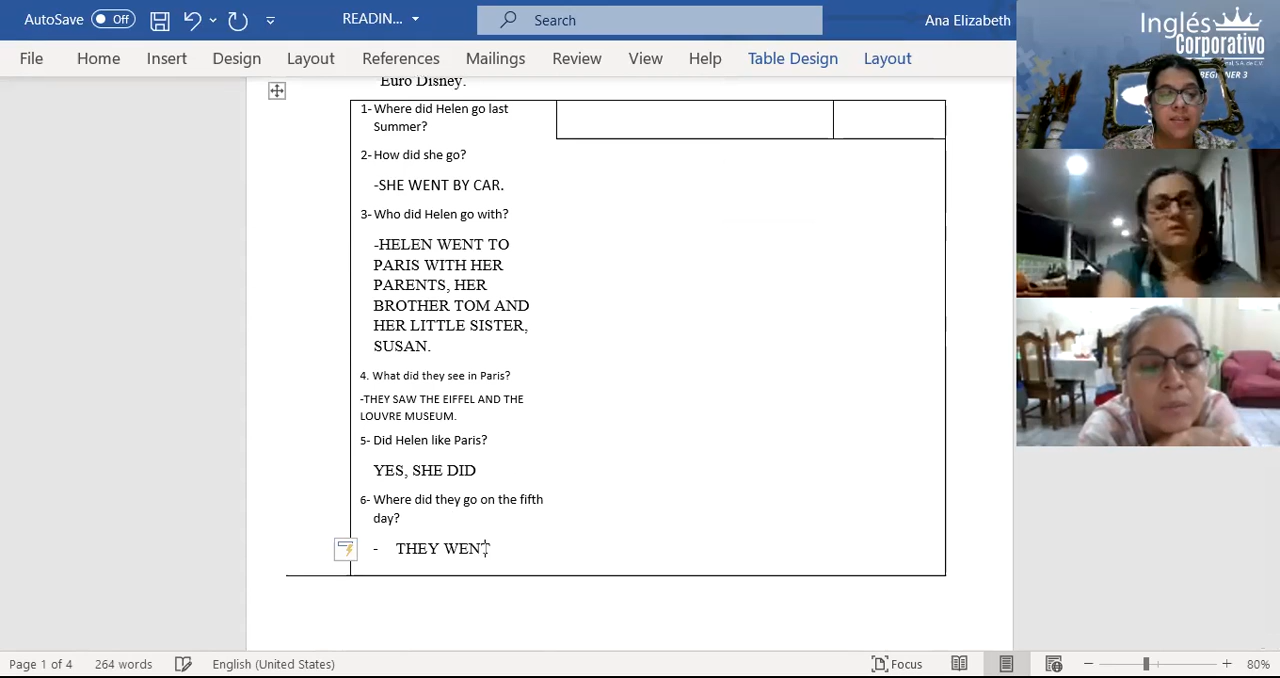 AutoSave Off READIN... Search Ana Elizabeth
File Home Insert Design Layout References Mailings Review View Help Table Design Layout
Inglés
Corporativo
BEGINNER 3
Euro Disney.
1- Where did Helen go last
Summer?
2- How did she go?
-SHE WENT BY CAR.
3- Who did Helen go with?
-HELEN WENT TO
PARIS WITH HER
PARENTS, HER
BROTHER TOM AND
HER LITTLE SISTER,
SUSAN.
4. What did they see in Paris?
-THEY SAW THE EIFFEL AND THE
LOUVRE MUSEUM.
5- Did Helen like Paris?
YES, SHE DID
6- Where did they go on the fifth
day?
- THEY WENT
Page 1 of 4 264 words English (United States) Focus 80%